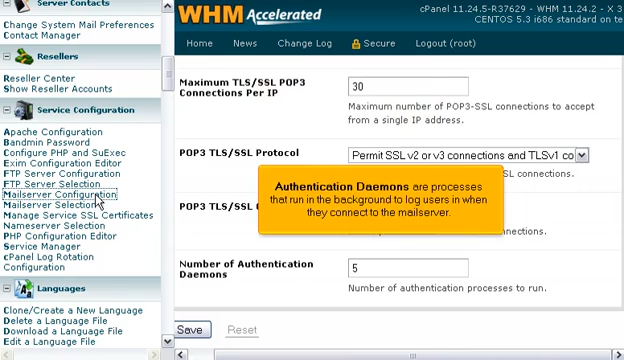 Server Contacts
Change System Mail Preferences
Contact Manager
Resellers
Reseller Center
Show Reseller Accounts
Service Configuration
Apache Configuration
Bandmin Password
Configure PHP and SuExec
Exim Configuration Editor
FTP Server Configuration
FTP Server Selection
Mailserver Configuration
Mailserver Selection
Manage Service SSL Certificates
Nameserver Selection
PHP Configuration Editor
Service Manager
cPanel Log Rotation
Configuration
Languages
Clone/Create a New Language
Delete a Language File
Download a Language File
Edit a Language File
WHM Accelerated
cPanel 11.24.5-R37629 - WHM 11.24.2 - X 3
CENTOS 5.3 i686 standard on te
Home News Change Log Secure Logout (root)
Maximum TLS/SSL POP3
Connections Per IP
30
Maximum number of POP3-SSL connections to accept
from a single IP address.
POP3 TLS/SSL Protocol
Permit SSL v2 or v3 connections and TLSv1 co
SSL connections.
Authentication Daemons are processes
that run in the background to log users in when
they connect to the mailserver.
POP3 TLS/SSL
Number of Authentication
Daemons
5
Number of authentication processes to run.
Save Reset